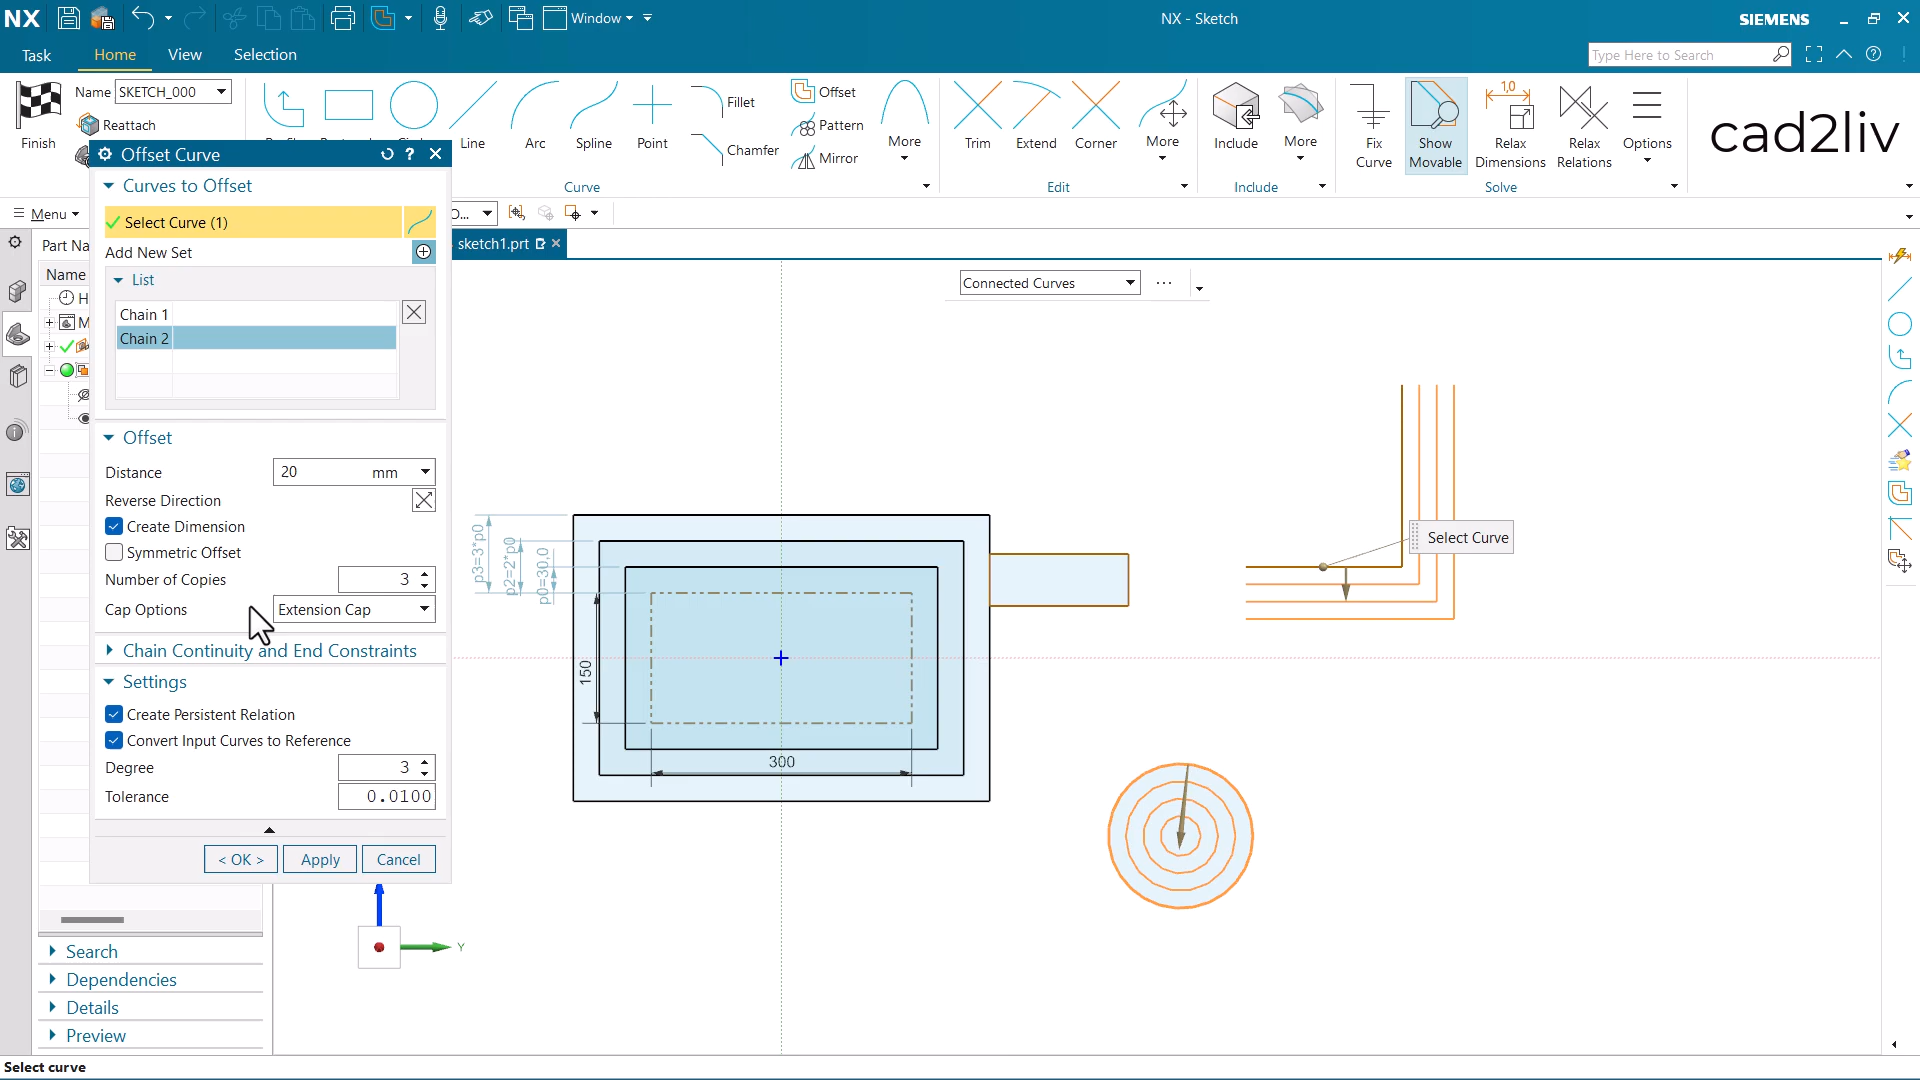 NX
Window
NX - Sketch
SIEMENS
Task
Home
View
Selection
Type Here to Search
Name
SKETCH_000
Reattach
Finish
Line
Arc
Spline
Point
Fillet
Chamfer
Offset
Pattern
Mirror
More
Trim
Extend
Corner
More
Include
More
Fix
Curve
Show
Movable
1,0
Relax
Dimensions
Relax
Relations
Options
cad2liv
Curve
Edit
Include
Solve
Menu
Offset Curve
Curves to Offset
Select Curve (1)
Add New Set
List
Chain 1
Chain 2
Offset
Distance
20 mm
Reverse Direction
Create Dimension
Symmetric Offset
Number of Copies
3
Cap Options
Extension Cap
Chain Continuity and End Constraints
Settings
Create Persistent Relation
Convert Input Curves to Reference
Degree
3
Tolerance
0.0100
< OK >
Apply
Cancel
Part Na
Name
H
M
Search
Dependencies
Details
Preview
Select curve
sketch1.prt
Connected Curves
Select Curve
p3=3*p0
p2=2*p0
p0=30,0
150
300
Y